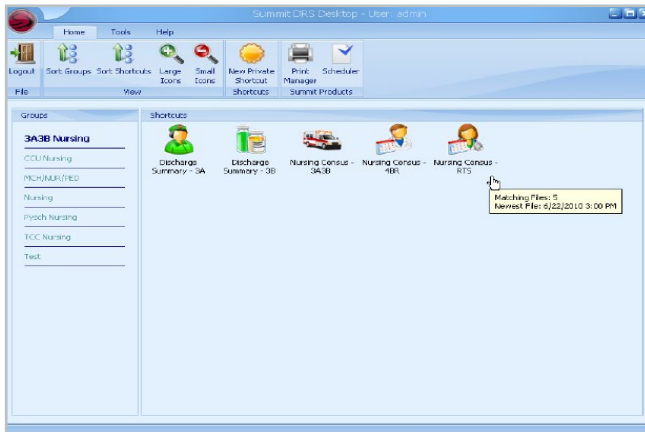 Summit DRS Desktop - User: admin
Home Tools Help
Logout Sort Groups Sort Shortcuts Large Icons Small Icons New Private Shortcut Print Manager Scheduler
File View Shortcuts Summit Products
Groups
3A3B Nursing
CCU Nursing
MCH/NUR/PED
Nursing
Pysch Nursing
TCC Nursing
Test
Shortcuts
Discharge Summary - 3A
Discharge Summary - 3B
Nursing Census - 3A3B
Nursing Census - 4BR
Nursing Census - RTS
Matching Files: 5
Newest File: 6/22/2010 3:00 PM